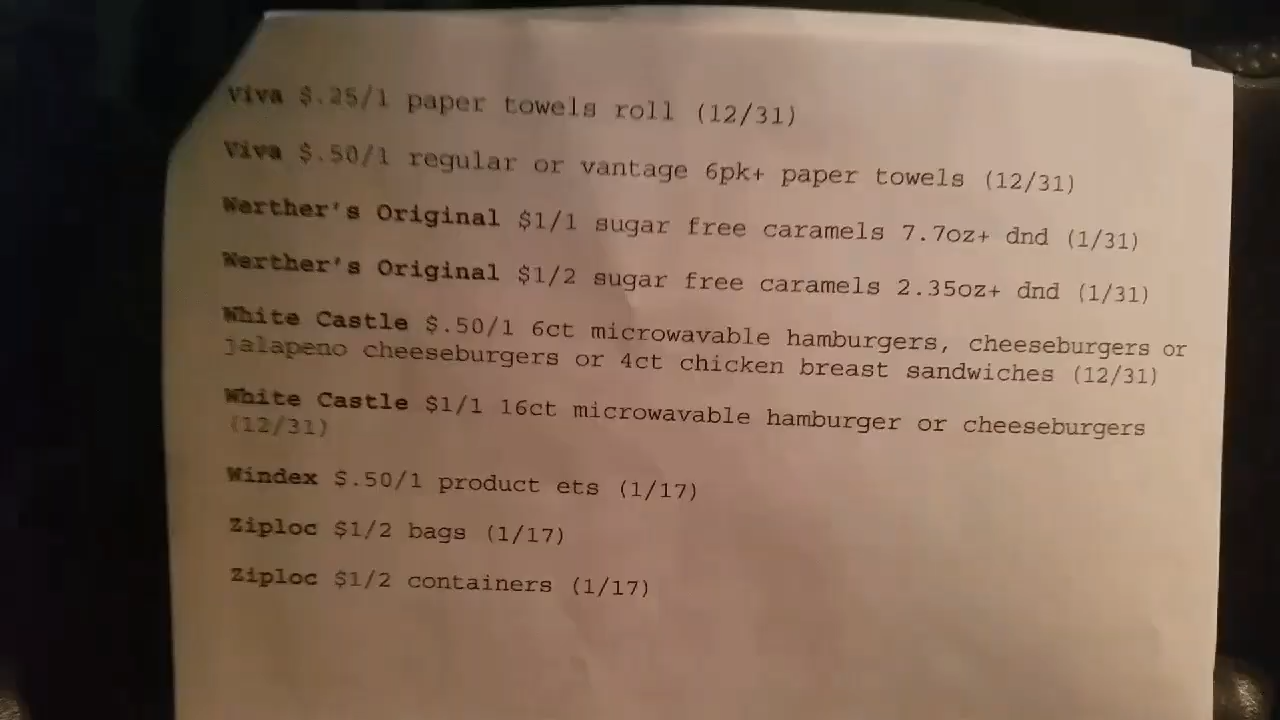 Viva $.25/1 paper towels roll (12/31)
Viva $.50/1 regular or vantage 6pk+ paper towels (12/31)
Werther's Original $1/1 sugar free caramels 7.7oz+ dnd (1/31)
Werther's Original $1/2 sugar free caramels 2.35oz+ dnd (1/31)
White Castle $.50/1 6ct microwavable hamburgers, cheeseburgers or
jalapeno cheeseburgers or 4ct chicken breast sandwiches (12/31)
White Castle $1/1 16ct microwavable hamburger or cheeseburgers
(12/31)
Windex $.50/1 product ets (1/17)
Ziploc $1/2 bags (1/17)
Ziploc $1/2 containers (1/17)